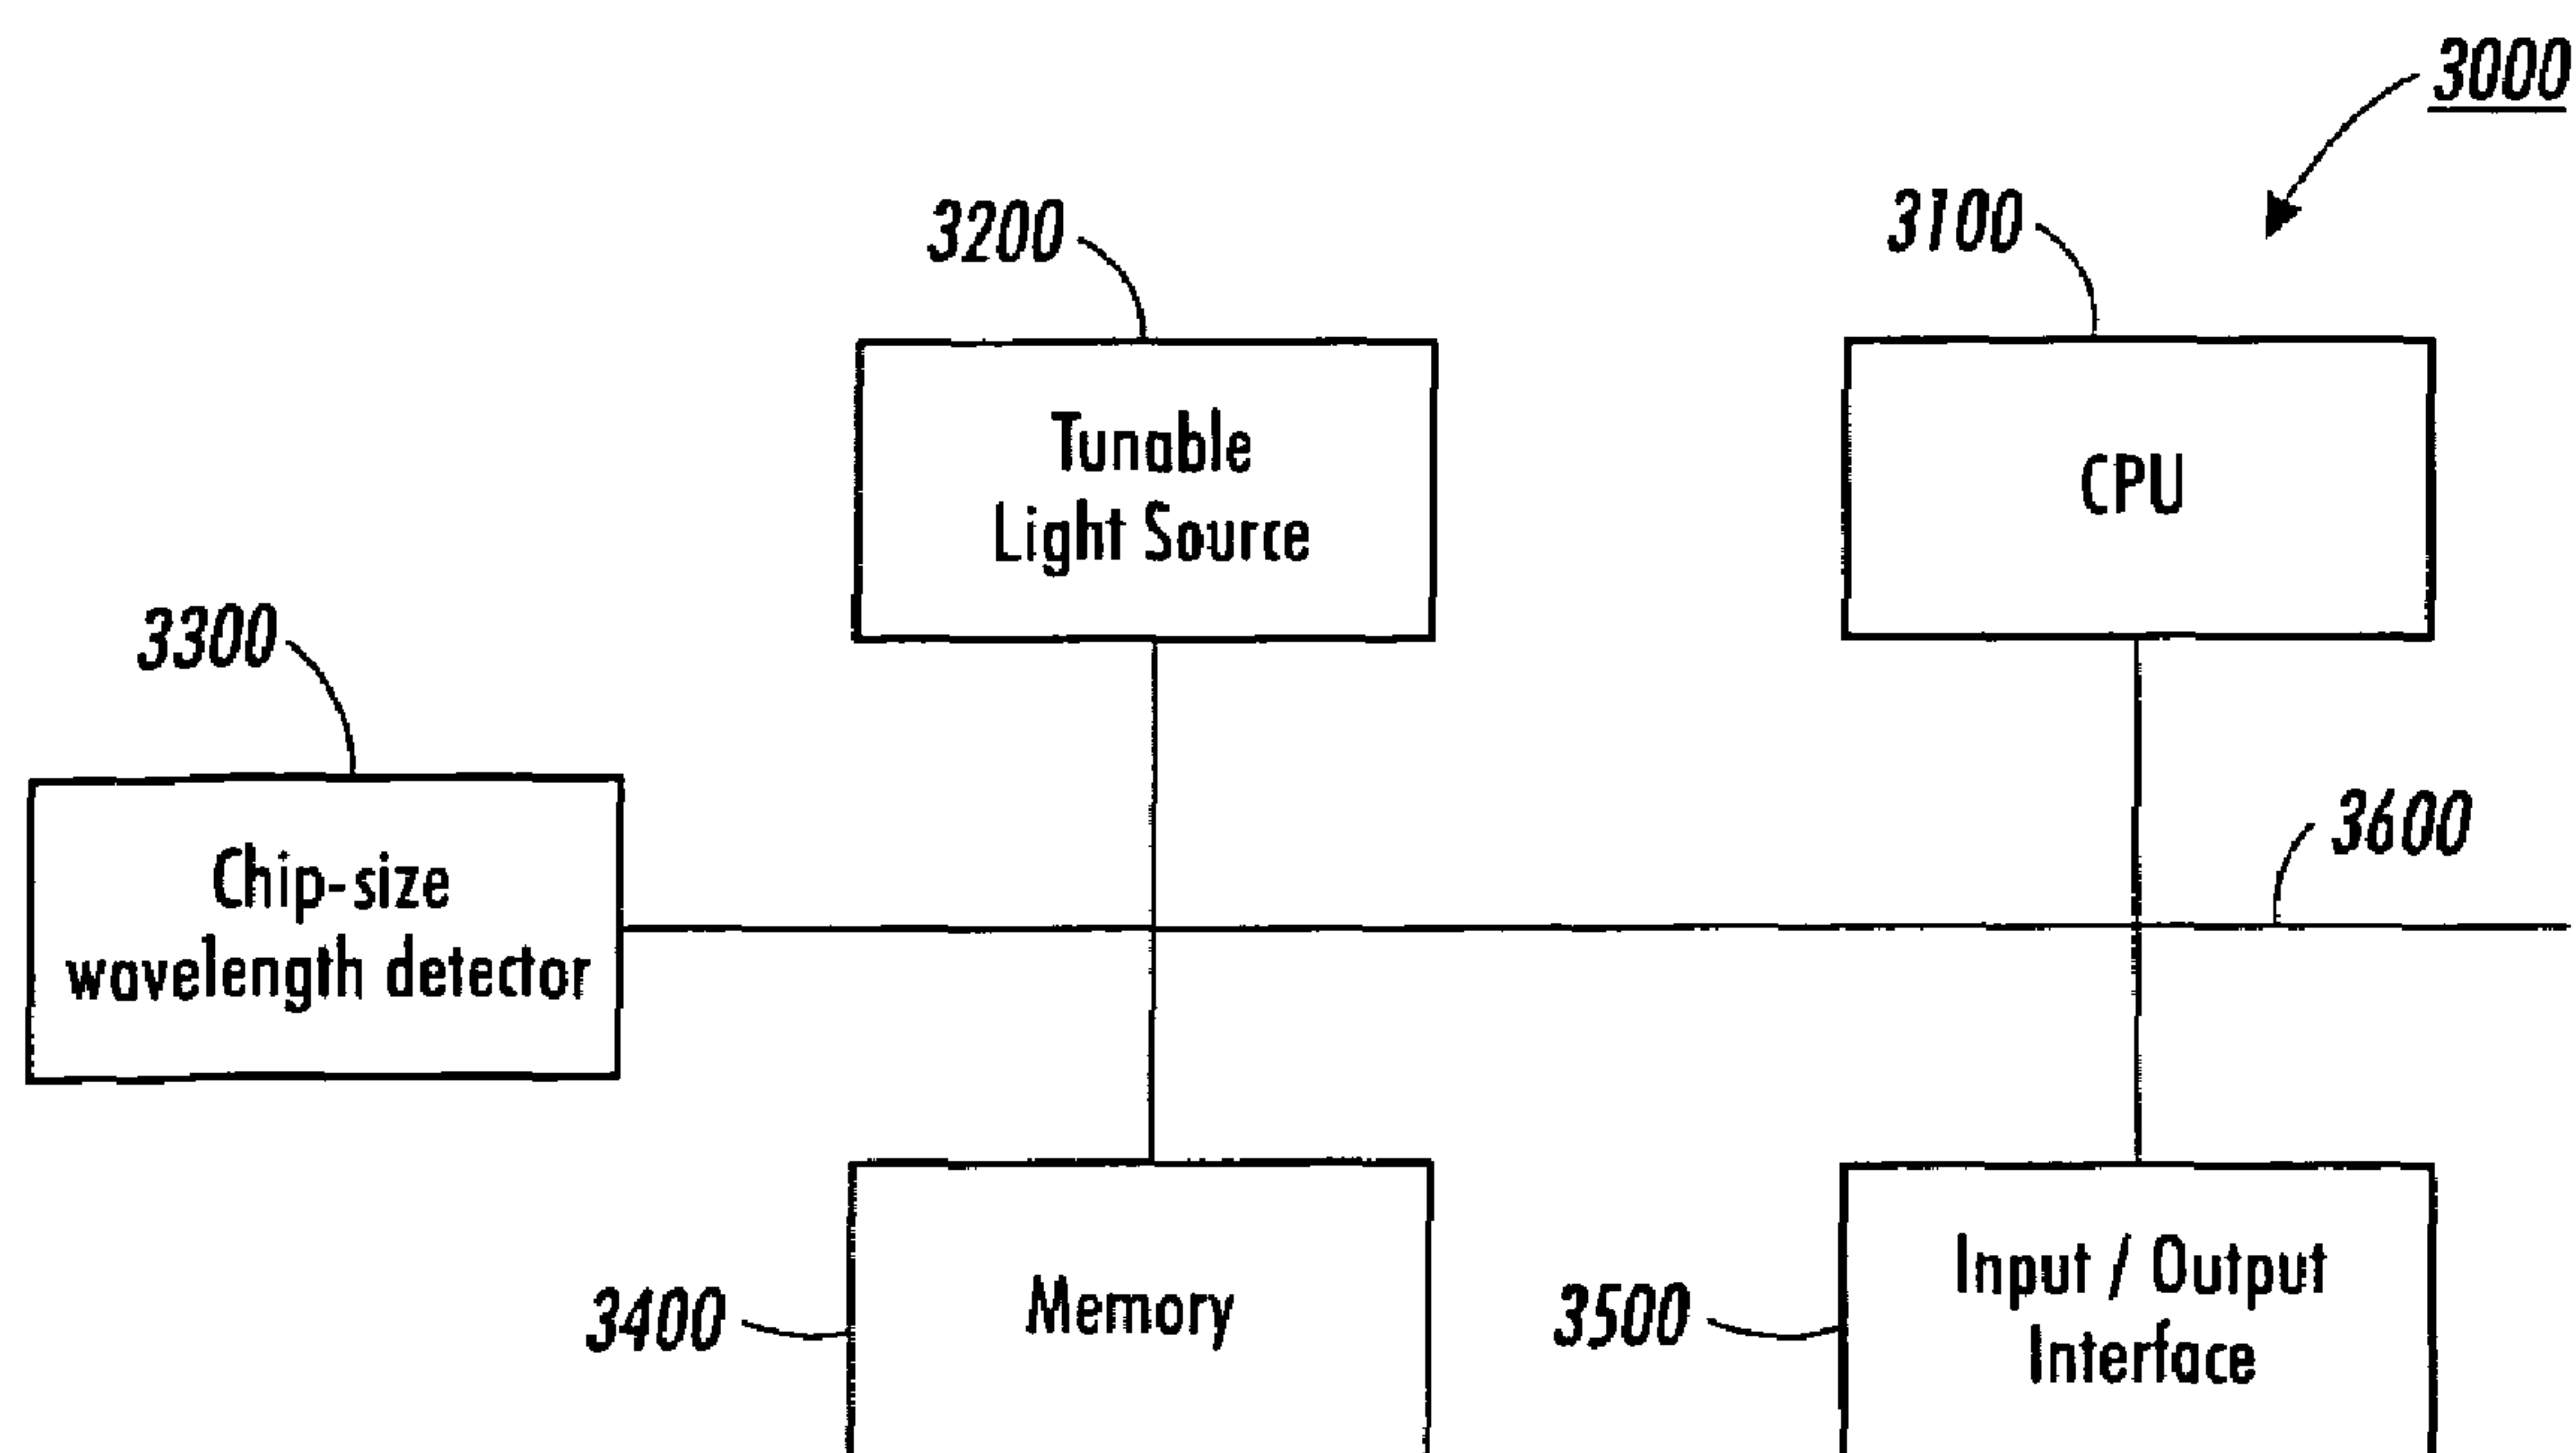 3000
3200
3100
Tunable
Light Source
CPU
3300
3600
Chip-size
wavelength detector
3400
Memory
3500
Input / Output
Interface